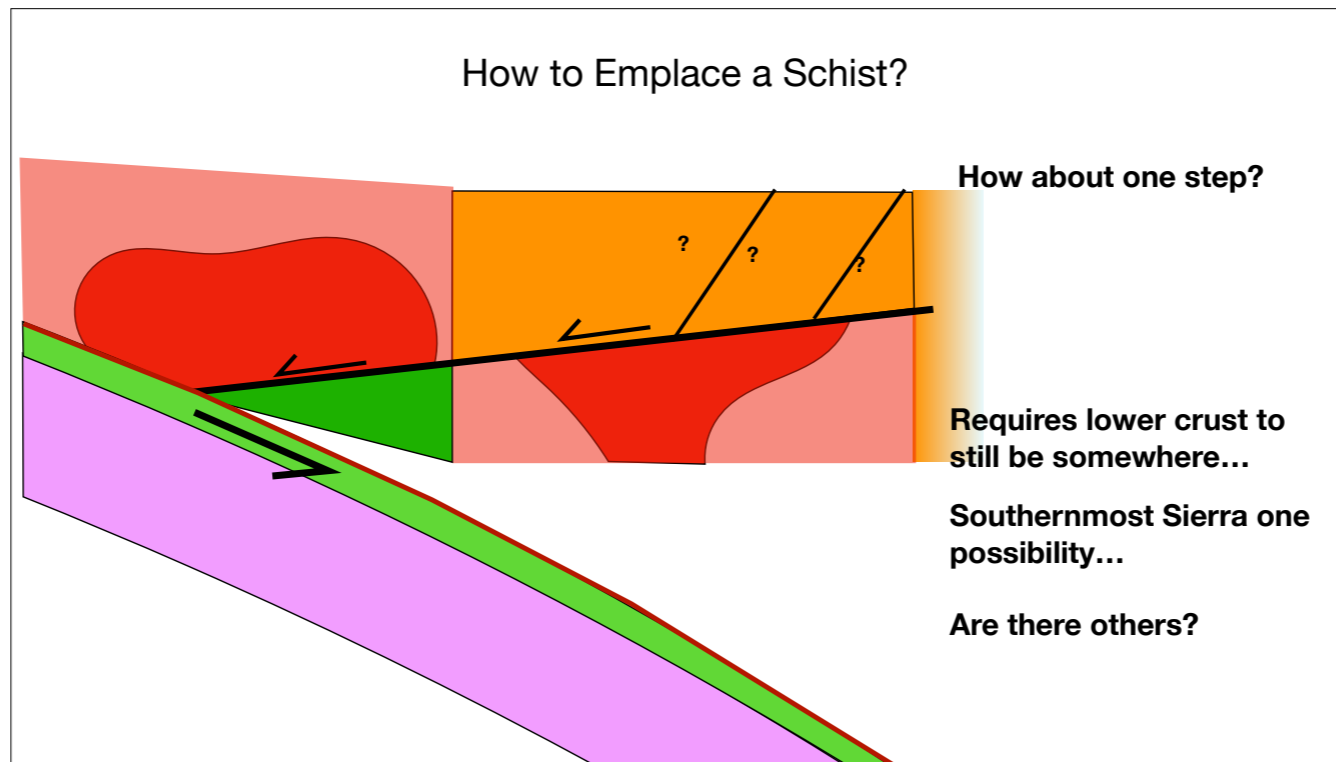 How to Emplace a Schist?
How about one step?
?
?
?
Requires lower crust to
still be somewhere...
Southernmost Sierra one
possibility...
Are there others?